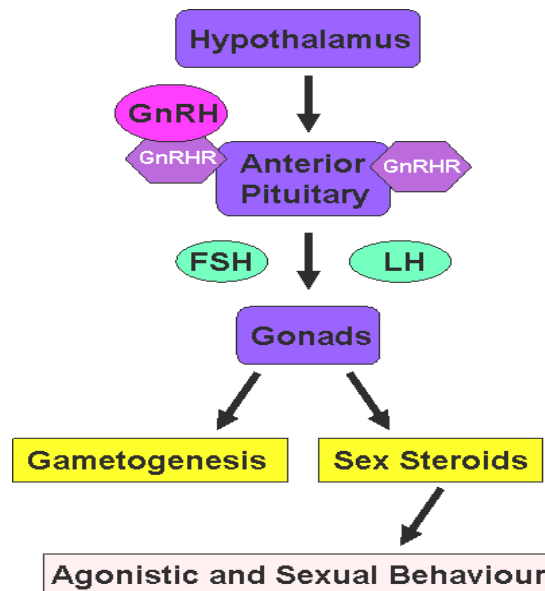 Hypothalamus
GnRH
GnRHR
Anterior
Pituitary
GnRHR
FSH
LH
Gonads
Gametogenesis
Sex Steroids
Agonistic and Sexual Behaviour